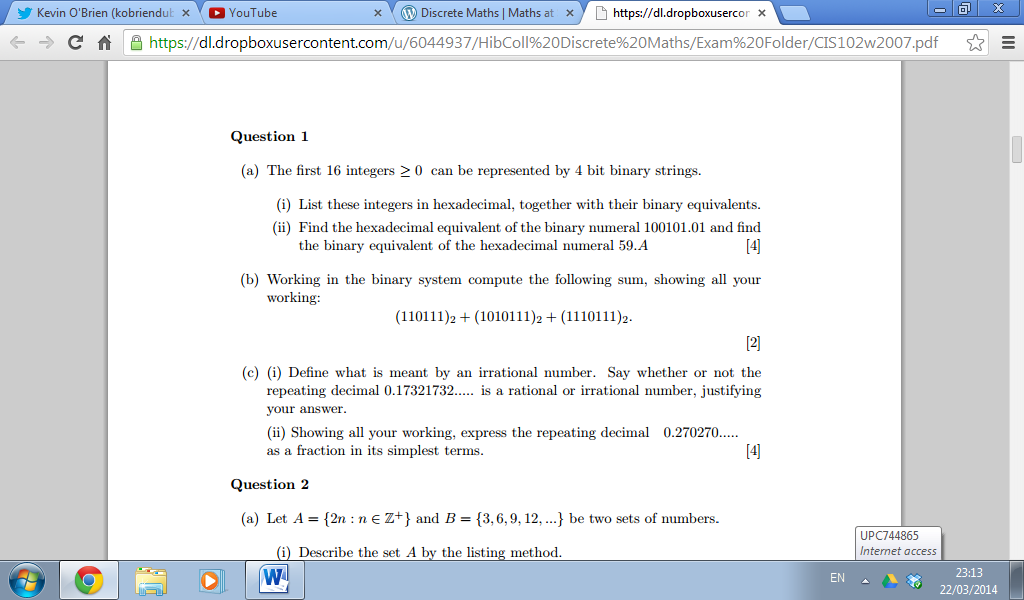 Kevin O'Brien (kobriendub
YouTube
Discrete Maths | Maths at
https://dl.dropboxusercon
https://dl.dropboxusercontent.com/u/6044937/HibColl%20Discrete%20Maths/Exam%20Folder/CIS102w2007.pdf
Question 1
(a) The first 16 integers ≥ 0 can be represented by 4 bit binary strings.
(i) List these integers in hexadecimal, together with their binary equivalents.
(ii) Find the hexadecimal equivalent of the binary numeral 100101.01 and find
the binary equivalent of the hexadecimal numeral 59.A [4]
(b) Working in the binary system compute the following sum, showing all your
working:
(110111)₂ + (1010111)₂ + (1110111)₂.
[2]
(c) (i) Define what is meant by an irrational number. Say whether or not the
repeating decimal 0.17321732..... is a rational or irrational number, justifying
your answer.
(ii) Showing all your working, express the repeating decimal 0.270270.....
as a fraction in its simplest terms. [4]
Question 2
(a) Let A = {2n : n ∈ ℤ⁺} and B = {3, 6, 9, 12, ...} be two sets of numbers.
(i) Describe the set A by the listing method.
UPC744865
Internet access
EN
23:13
22/03/2014